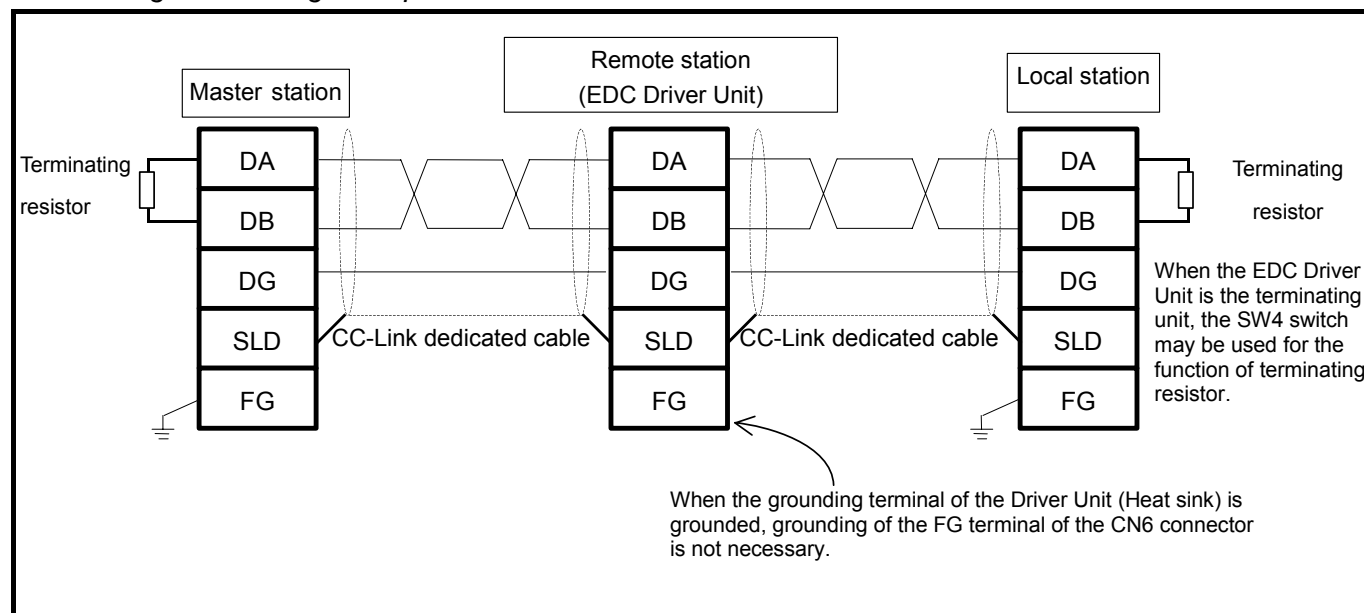 Master station
Remote station
(EDC Driver Unit)
Local station
Terminating
resistor
DA
DB
DG
SLD
FG
CC-Link dedicated cable
DA
DB
DG
SLD
FG
CC-Link dedicated cable
DA
DB
DG
SLD
FG
Terminating
resistor
When the EDC Driver
Unit is the terminating
unit, the SW4 switch
may be used for the
function of terminating
resistor.
When the grounding terminal of the Driver Unit (Heat sink) is
grounded, grounding of the FG terminal of the CN6 connector
is not necessary.